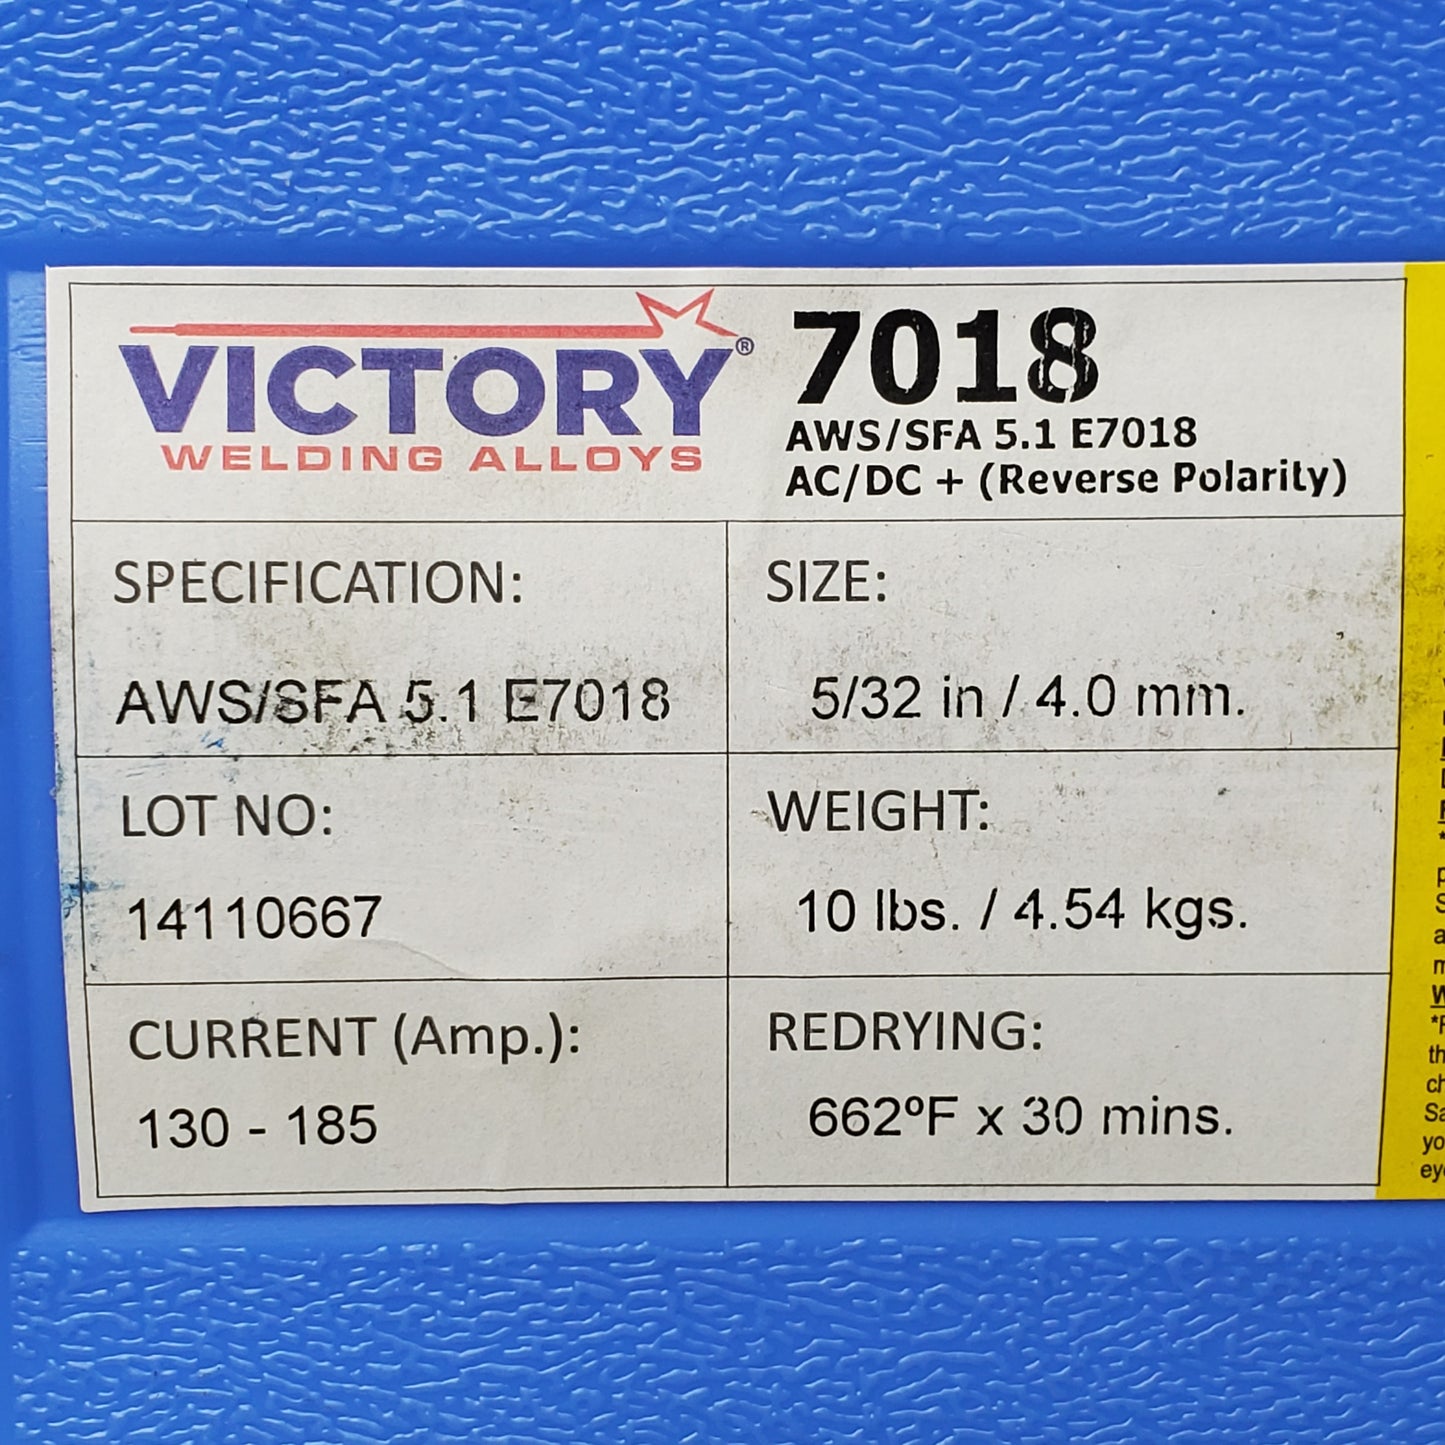 VICTORY®
WELDING ALLOYS
7018
AWS/SFA 5.1 E7018
AC/DC + (Reverse Polarity)
SPECIFICATION:
AWS/SFA 5.1 E7018
SIZE:
5/32 in / 4.0 mm.
LOT NO:
14110667
WEIGHT:
10 lbs. / 4.54 kgs.
CURRENT (Amp.):
130 - 185
REDRYING:
662ºF x 30 mins.